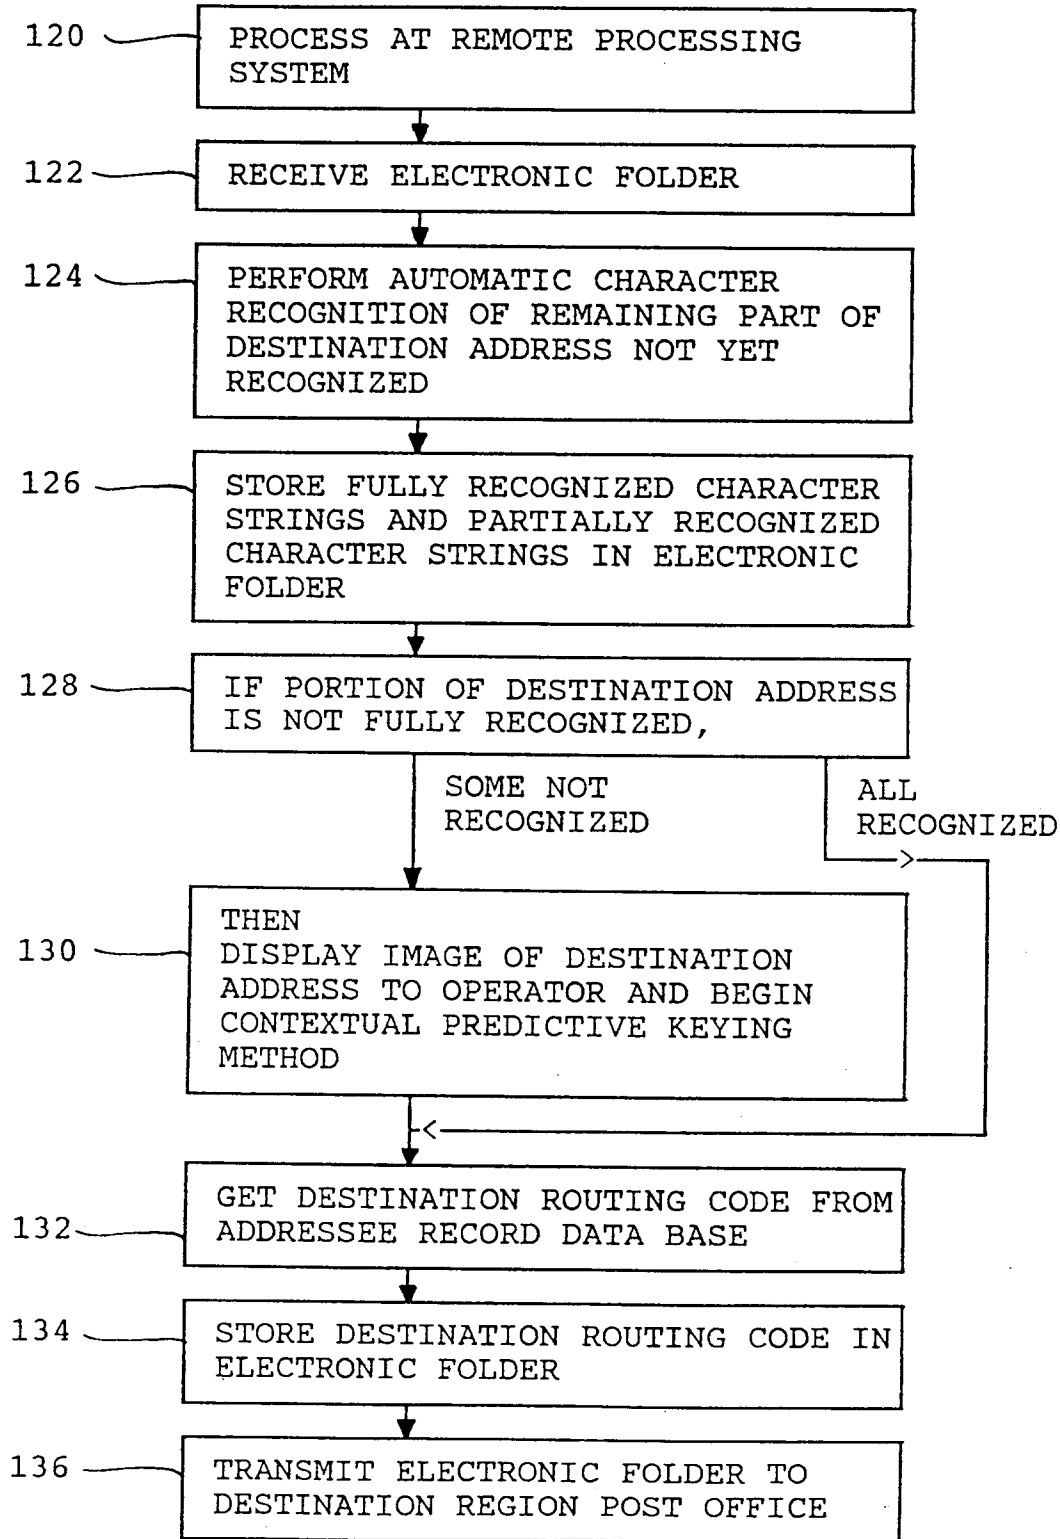 120
PROCESS AT REMOTE PROCESSING
SYSTEM
122
RECEIVE ELECTRONIC FOLDER
124
PERFORM AUTOMATIC CHARACTER
RECOGNITION OF REMAINING PART OF
DESTINATION ADDRESS NOT YET
RECOGNIZED
126
STORE FULLY RECOGNIZED CHARACTER
STRINGS AND PARTIALLY RECOGNIZED
CHARACTER STRINGS IN ELECTRONIC
FOLDER
128
IF PORTION OF DESTINATION ADDRESS
IS NOT FULLY RECOGNIZED,
SOME NOT
RECOGNIZED
ALL
RECOGNIZED
130
THEN
DISPLAY IMAGE OF DESTINATION
ADDRESS TO OPERATOR AND BEGIN
CONTEXTUAL PREDICTIVE KEYING
METHOD
132
GET DESTINATION ROUTING CODE FROM
ADDRESSEE RECORD DATA BASE
134
STORE DESTINATION ROUTING CODE IN
ELECTRONIC FOLDER
136
TRANSMIT ELECTRONIC FOLDER TO
DESTINATION REGION POST OFFICE